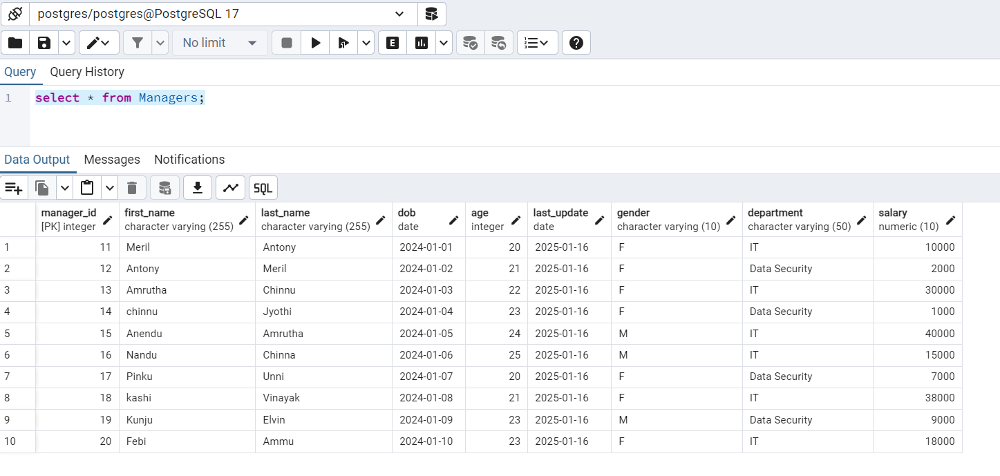 postgres/postgres@PostgreSQL 17
No limit E SQL
Query Query History
1 select * from Managers;
Data Output Messages Notifications
SQL
manager_id first_name last_name dob age last_update gender department salary
[PK] integer character varying (255) character varying (255) date integer date character varying (10) character varying (50) numeric (10)
1 11 Meril Antony 2024-01-01 20 2025-01-16 F IT 10000
2 12 Antony Meril 2024-01-02 21 2025-01-16 F Data Security 2000
3 13 Amrutha Chinnu 2024-01-03 22 2025-01-16 F IT 30000
4 14 chinnu Jyothi 2024-01-04 23 2025-01-16 F Data Security 1000
5 15 Anendu Amrutha 2024-01-05 24 2025-01-16 M IT 40000
6 16 Nandu Chinna 2024-01-06 25 2025-01-16 M IT 15000
7 17 Pinku Unni 2024-01-07 20 2025-01-16 F Data Security 7000
8 18 kashi Vinayak 2024-01-08 21 2025-01-16 F IT 38000
9 19 Kunju Elvin 2024-01-09 23 2025-01-16 M Data Security 9000
10 20 Febi Ammu 2024-01-10 23 2025-01-16 F IT 18000